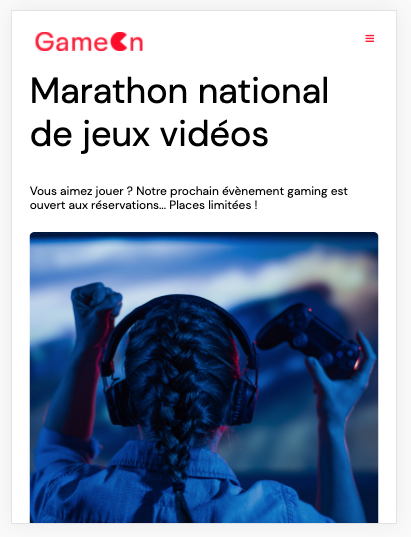 GameOn
Marathon national
de jeux vidéos
Vous aimez jouer ? Notre prochain évènement gaming est
ouvert aux réservations... Places limitées !